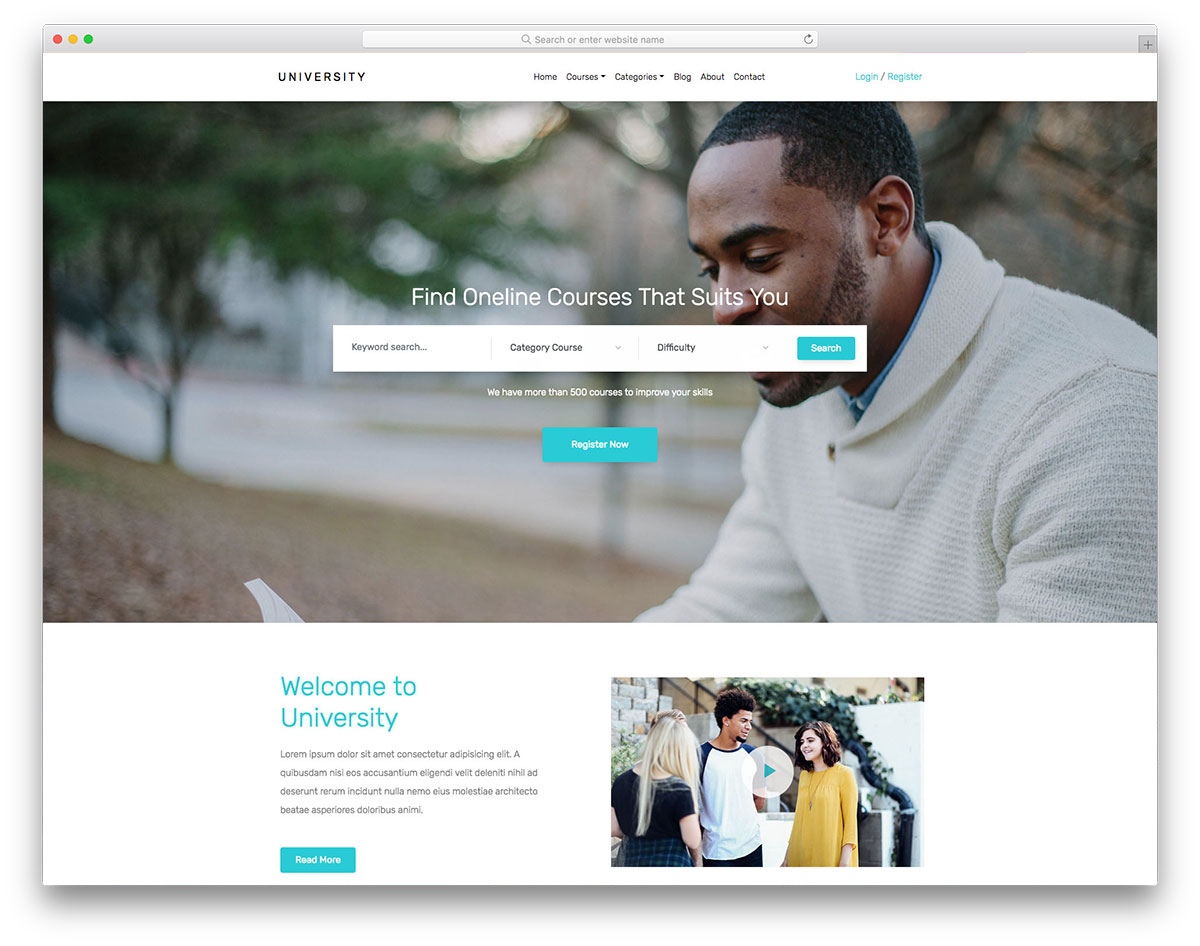 Search or enter website name
UNIVERSITY
Home Courses Categories Blog About Contact
Login / Register
Find Oneline Courses That Suits You
Keyword search... Category Course Difficulty Search
We have more than 500 courses to improve your skills
Register Now
Welcome to
University
Lorem ipsum dolor sit amet consectetur adipisicing elit. A
quibusdam nisi eos accusantium eligendi velit deleniti nihil ad
deserunt rerum incidunt nulla nemo eius molestiae architecto
beatae asperiores doloribus animi.
Read More